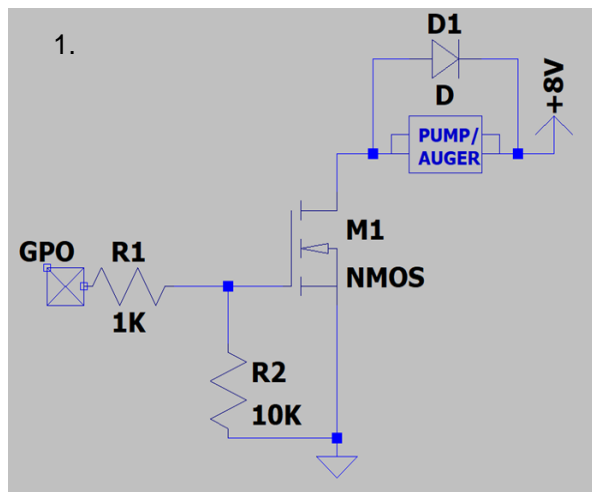 1.
D1
D
+8V
PUMP/
AUGER
M1
NMOS
GPO
R1
1K
R2
10K